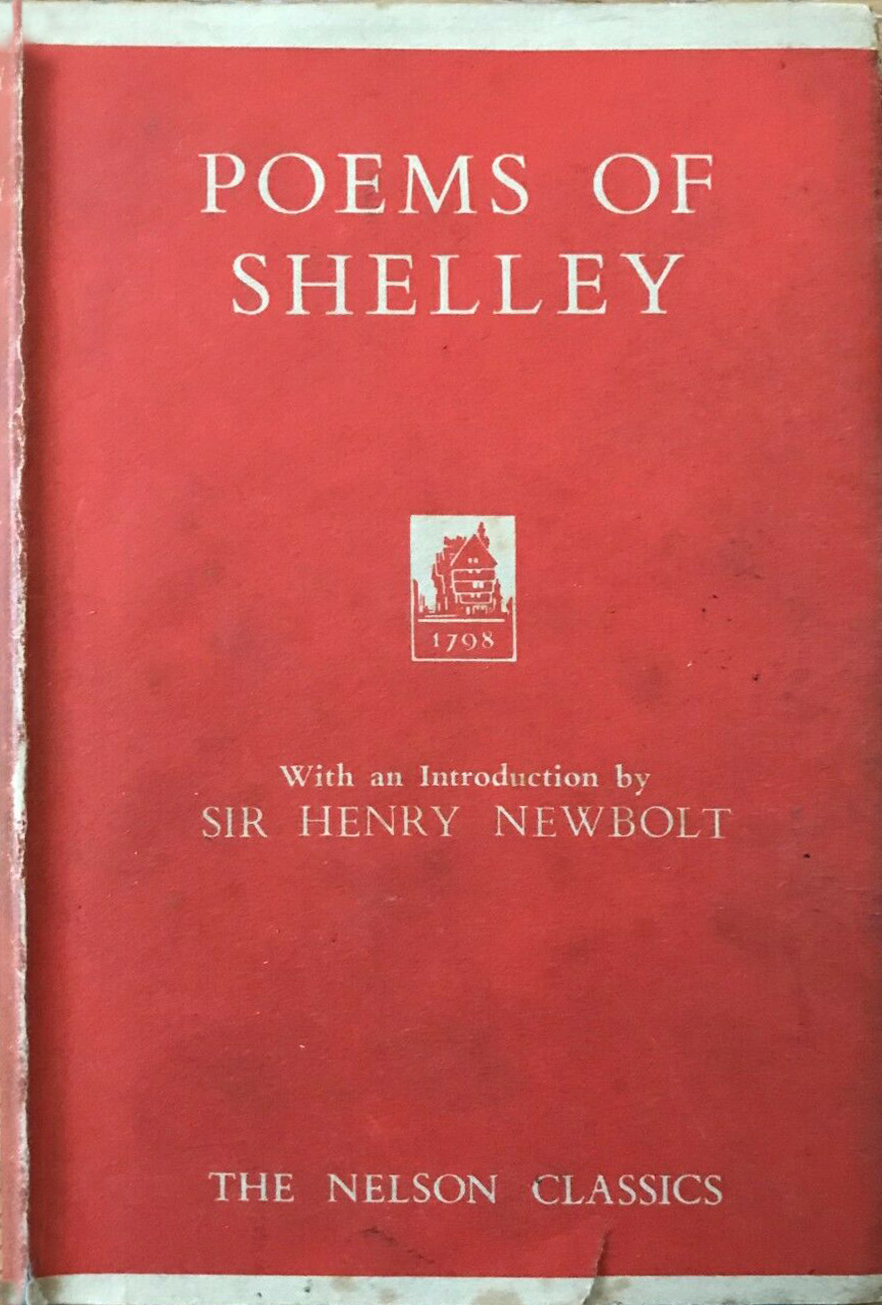 POEMS OF
SHELLEY
1798
With an Introduction by
SIR HENRY NEWBOLT
THE NELSON CLASSICS